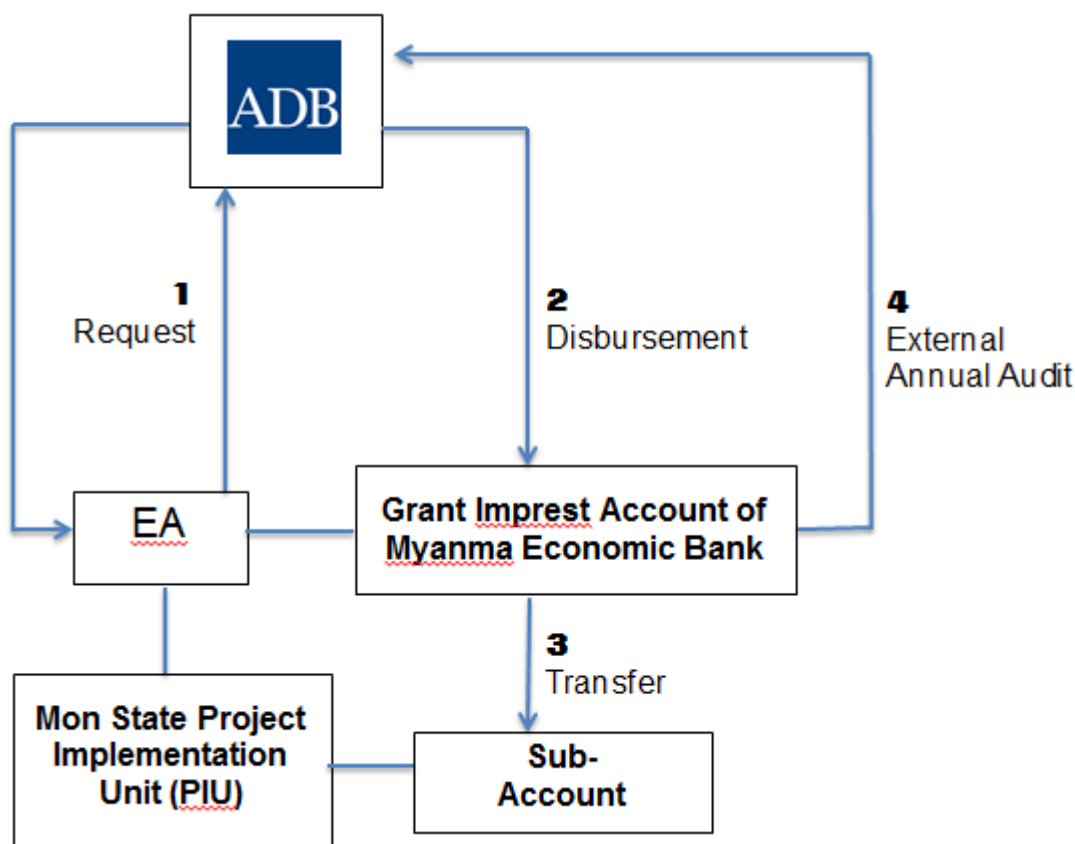 ADB
1
Request
2
Disbursement
4
External
Annual Audit
EA
Grant Imprest Account of
Myanma Economic Bank
3
Transfer
Mon State Project
Implementation
Unit (PIU)
Sub-
Account